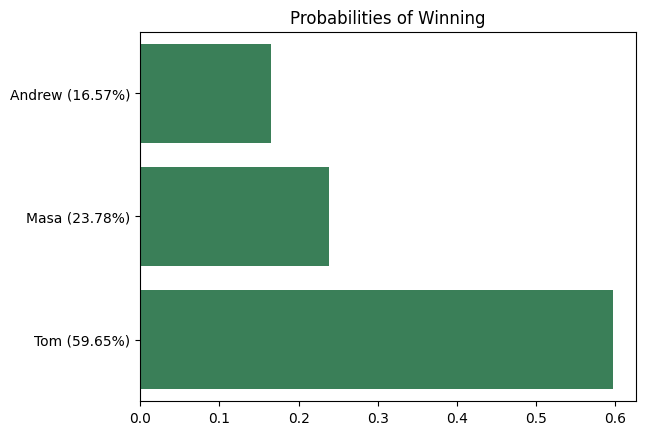 Probabilities of Winning
Andrew (16.57%)
Masa (23.78%)
Tom (59.65%)
0.0 0.1 0.2 0.3 0.4 0.5 0.6